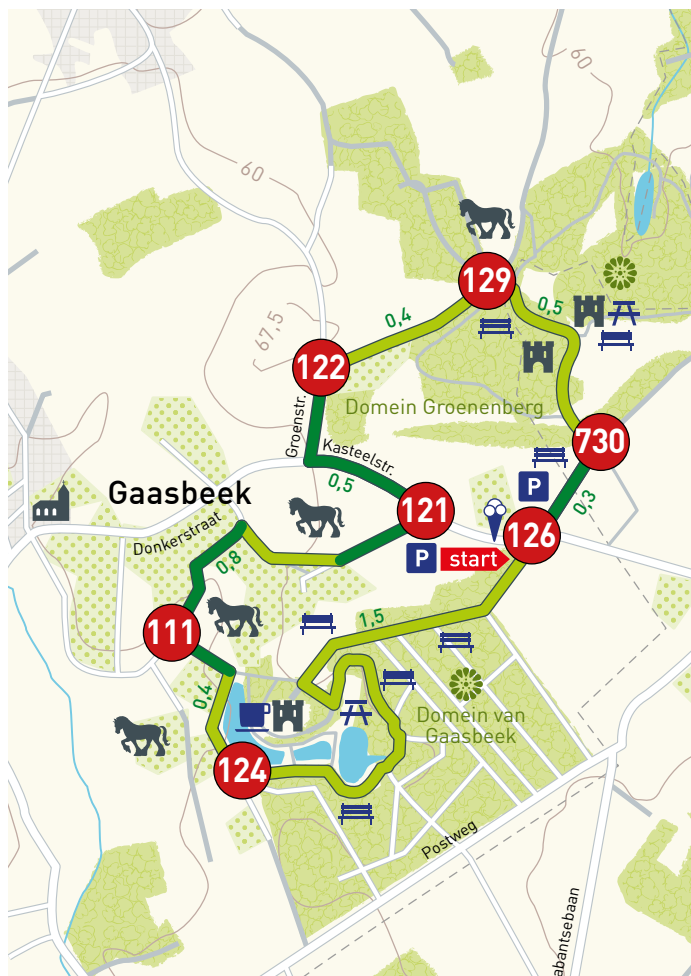 60
60
129
0,4
0,5
67,5
122
Domein Groenenberg
Groenstr.
Kasteelstr.
730
0,5
P
0,3
Gaasbeek
121
126
Donkerstraat
P
start
0,8
1,5
111
0,4
Domein van
Gaasbeek
124
Postweg
abantsebaan